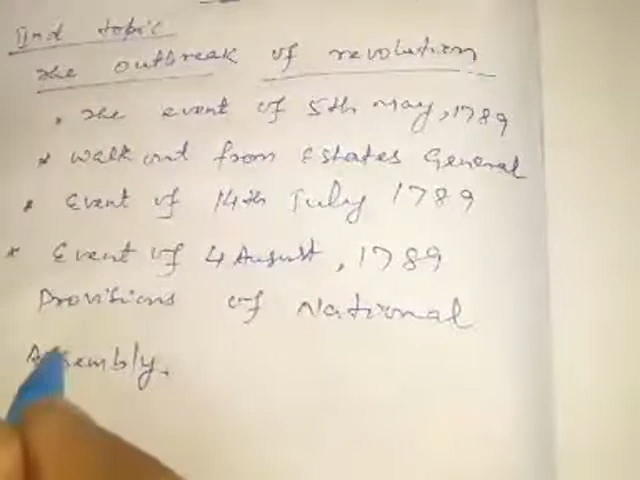 IInd topic
The outbreak of revolution
. The event of 5th May, 1789
* Walk out from Estates General
* Event of 14th July 1789
* Event of 4 August, 1789
Provisions of National
Assembly.